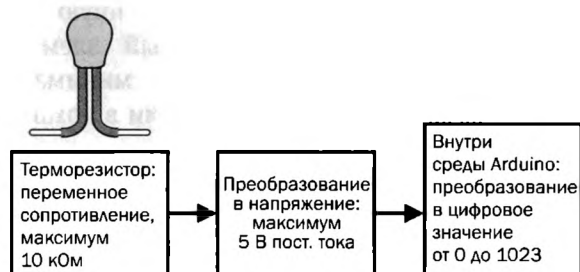 Терморезистор:
переменное
сопротивление,
максимум
10 кОм
Преобразование
в напряжение:
максимум
5 В пост. тока
Внутри
среды Arduino:
преобразование
в цифровое
значение
от 0 до 1023